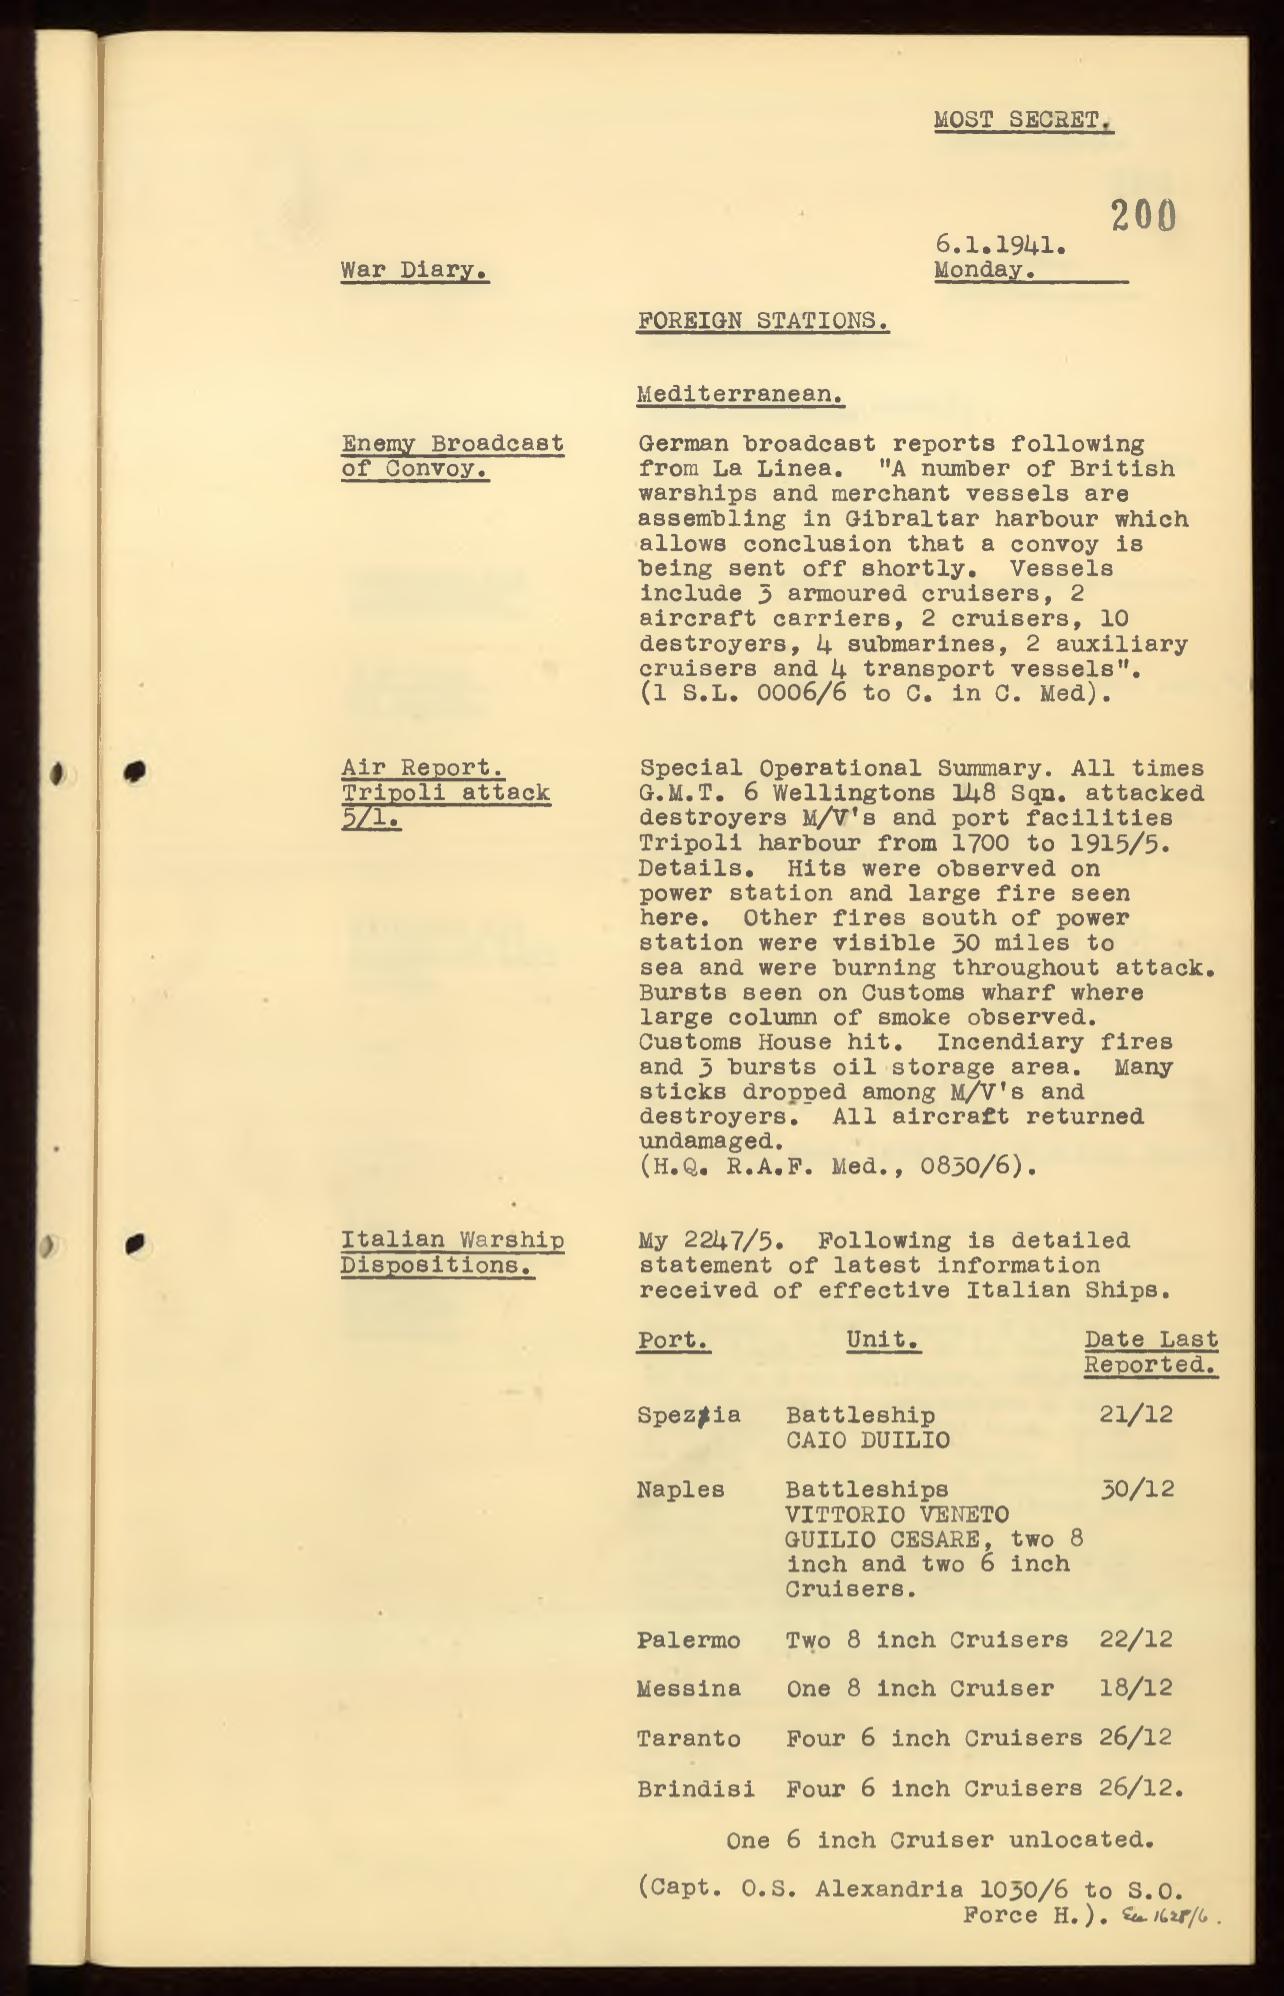 MOST SECRET.
200
6.1.1941.
War Diary.
Monday.
FOREIGN STATIONS.
Mediterranean.
Enemy Broadcast
of Convoy.
German broadcast reports following
from La Linea. "A number of British
warships and merchant vessels are
assembling in Gibraltar harbour which
allows conclusion that a convoy is
being sent off shortly. Vessels
include 3 armoured cruisers, 2
aircraft carriers, 2 cruisers, 10
destroyers, 4 submarines, 2 auxiliary
cruisers and 4 transport vessels".
(1 S.L. 0006/6 to C. in C. Med).
Air Report.
Tripoli attack
5/1.
Special Operational Summary. All times
G.M.T. 6 Wellingtons 148 Sqn. attacked
destroyers M/V's and port facilities
Tripoli harbour from 1700 to 1915/5.
Details. Hits were observed on
power station and large fire seen
here. Other fires south of power
station were visible 30 miles to
sea and were burning throughout attack.
Bursts seen on Customs wharf where
large column of smoke observed.
Customs House hit. Incendiary fires
and 3 bursts oil storage area. Many
sticks dropped among M/V's and
destroyers. All aircraft returned
undamaged.
(H.Q. R.A.F. Med., 0830/6).
Italian Warship
Dispositions.
My 2247/5. Following is detailed
statement of latest information
received of effective Italian Ships.
Port. Unit. Date Last
Reported.
Spezia Battleship 21/12
CAIO DUILIO
Naples Battleships 30/12
VITTORIO VENETO
GUILIO CESARE, two 8
inch and two 6 inch
Cruisers.
Palermo Two 8 inch Cruisers 22/12
Messina One 8 inch Cruiser 18/12
Taranto Four 6 inch Cruisers 26/12
Brindisi Four 6 inch Cruisers 26/12.
One 6 inch Cruiser unlocated.
(Capt. O.S. Alexandria 1030/6 to S.O.
Force H.). 1628/6.